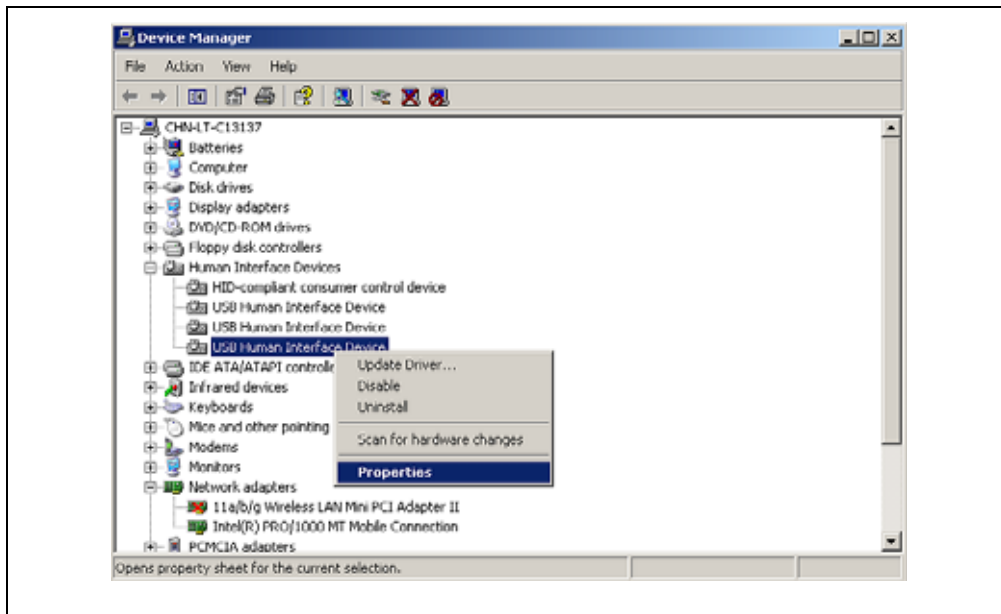 Device Manager
File Action View Help
CHN-LT-C13137
Batteries
Computer
Disk drives
Display adapters
DVD/CD-ROM drives
Floppy disk controllers
Human Interface Devices
HID-compliant consumer control device
USB Human Interface Device
USB Human Interface Device
USB Human Interface Device
IDE ATA/ATAPI controlle
Infrared devices
Keyboards
Mice and other pointing
Modems
Monitors
Network adapters
11a/b/g Wireless LAN Mini PCI Adapter II
Intel(R) PRO/1000 MT Mobile Connection
PCMCIA adapters
Update Driver...
Disable
Uninstall
Scan for hardware changes
Properties
Opens property sheet for the current selection.